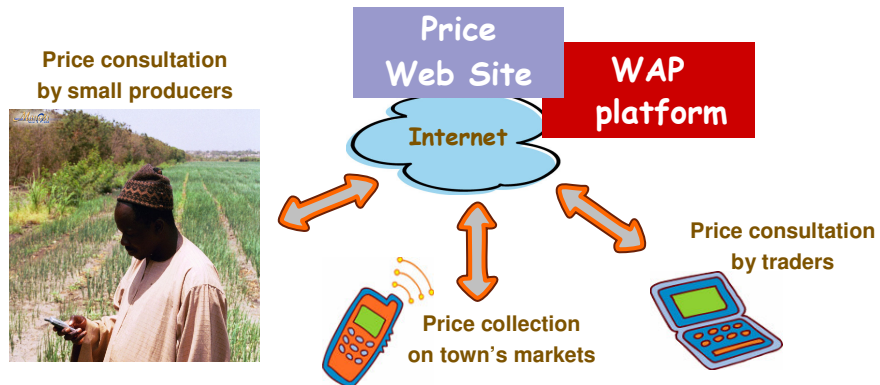 Price
Web Site
WAP
platform
Internet
Price consultation
by small producers
Price consultation
by traders
Price collection
on town's markets